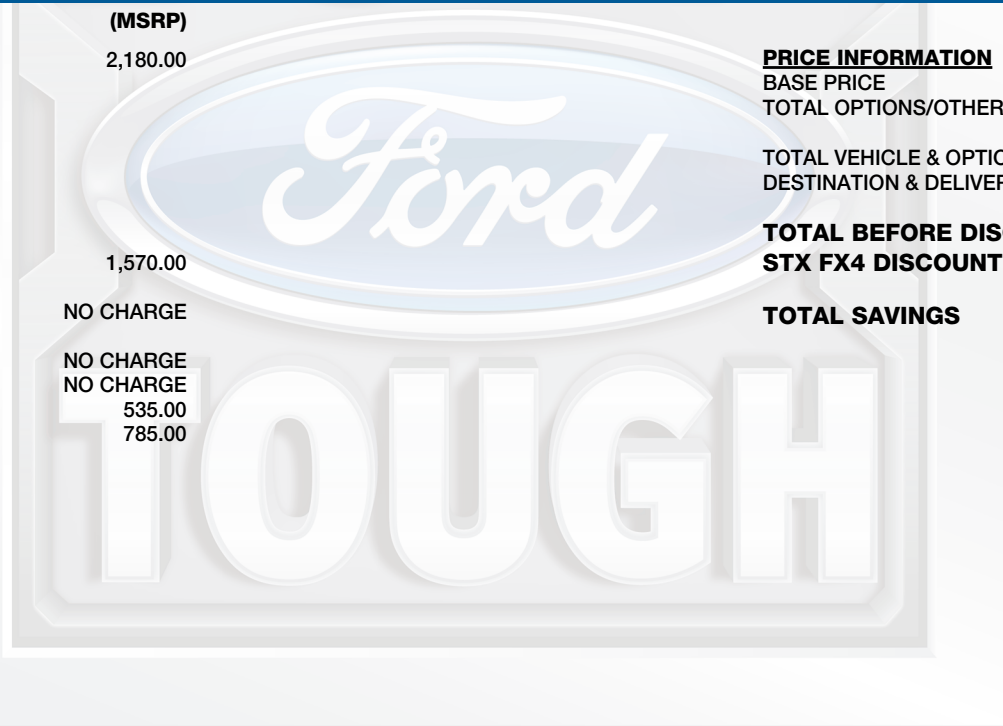 (MSRP)
2,180.00
1,570.00
NO CHARGE
NO CHARGE
NO CHARGE
535.00
785.00
PRICE INFORMATION
BASE PRICE
TOTAL OPTIONS/OTHER
TOTAL VEHICLE & OPTIO
DESTINATION & DELIVER
TOTAL BEFORE DIS
STX FX4 DISCOUNT
TOTAL SAVINGS
Ford
TOUGH